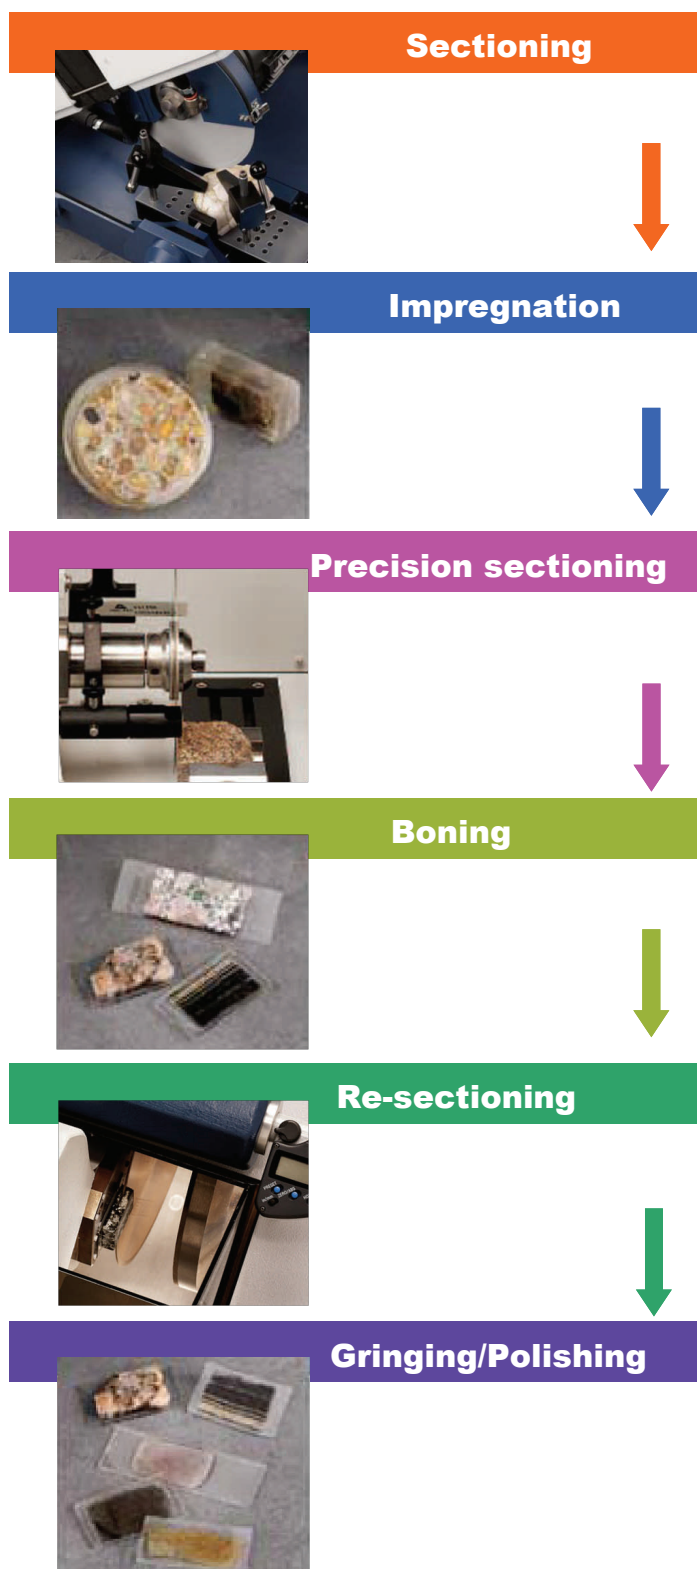 Sectioning
Impregnation
Precision sectioning
Boning
Re-sectioning
Gringing/Polishing